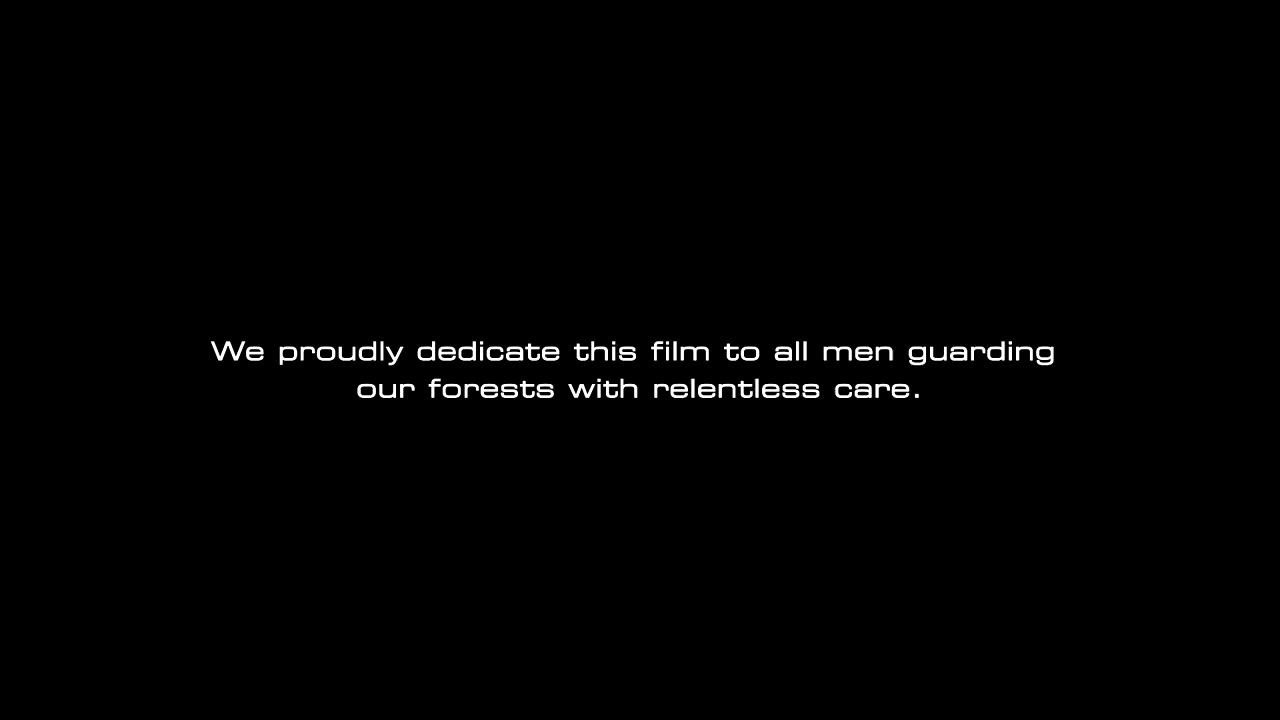 We proudly dedicate this film to all men guarding
our forests with relentless care.